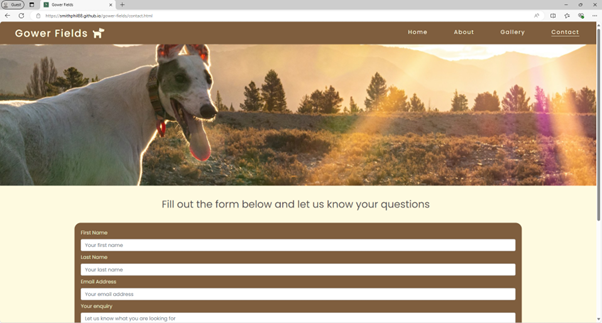 Guest
Gower Fields
https://smithphil65.github.io/gower-fields/contact.html
Gower Fields
Home
About
Gallery
Contact
Fill out the form below and let us know your questions
First Name
Your first name
Last Name
Your last name
Email Address
Your email address
Your enquiry
Let us know what you are looking for